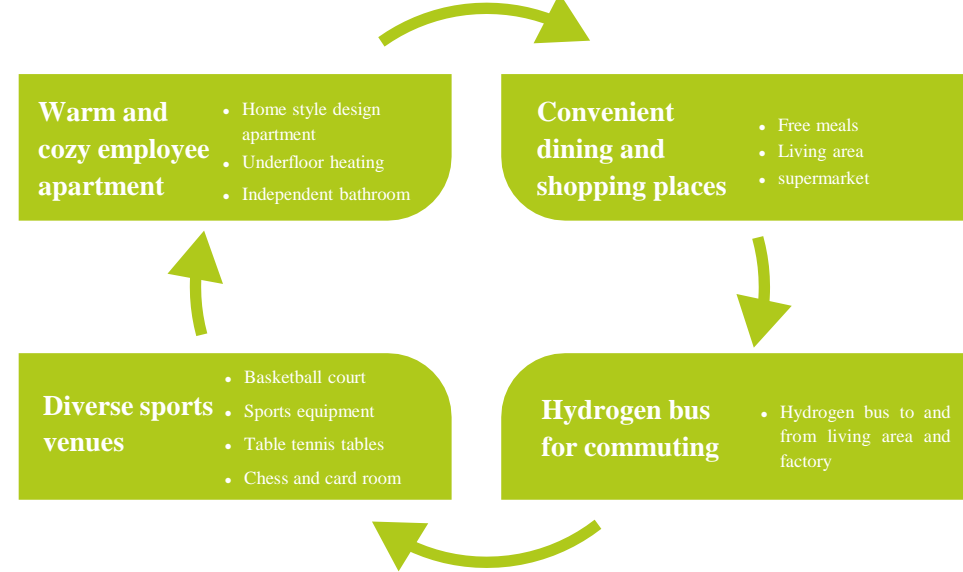 Warm and
cozy employee
apartment
• Home style design
apartment
• Underfloor heating
• Independent bathroom
Convenient
dining and
shopping places
• Free meals
• Living area
• supermarket
Diverse sports
venues
• Basketball court
• Sports equipment
• Table tennis tables
• Chess and card room
Hydrogen bus
for commuting
• Hydrogen bus to and
from living area and
factory